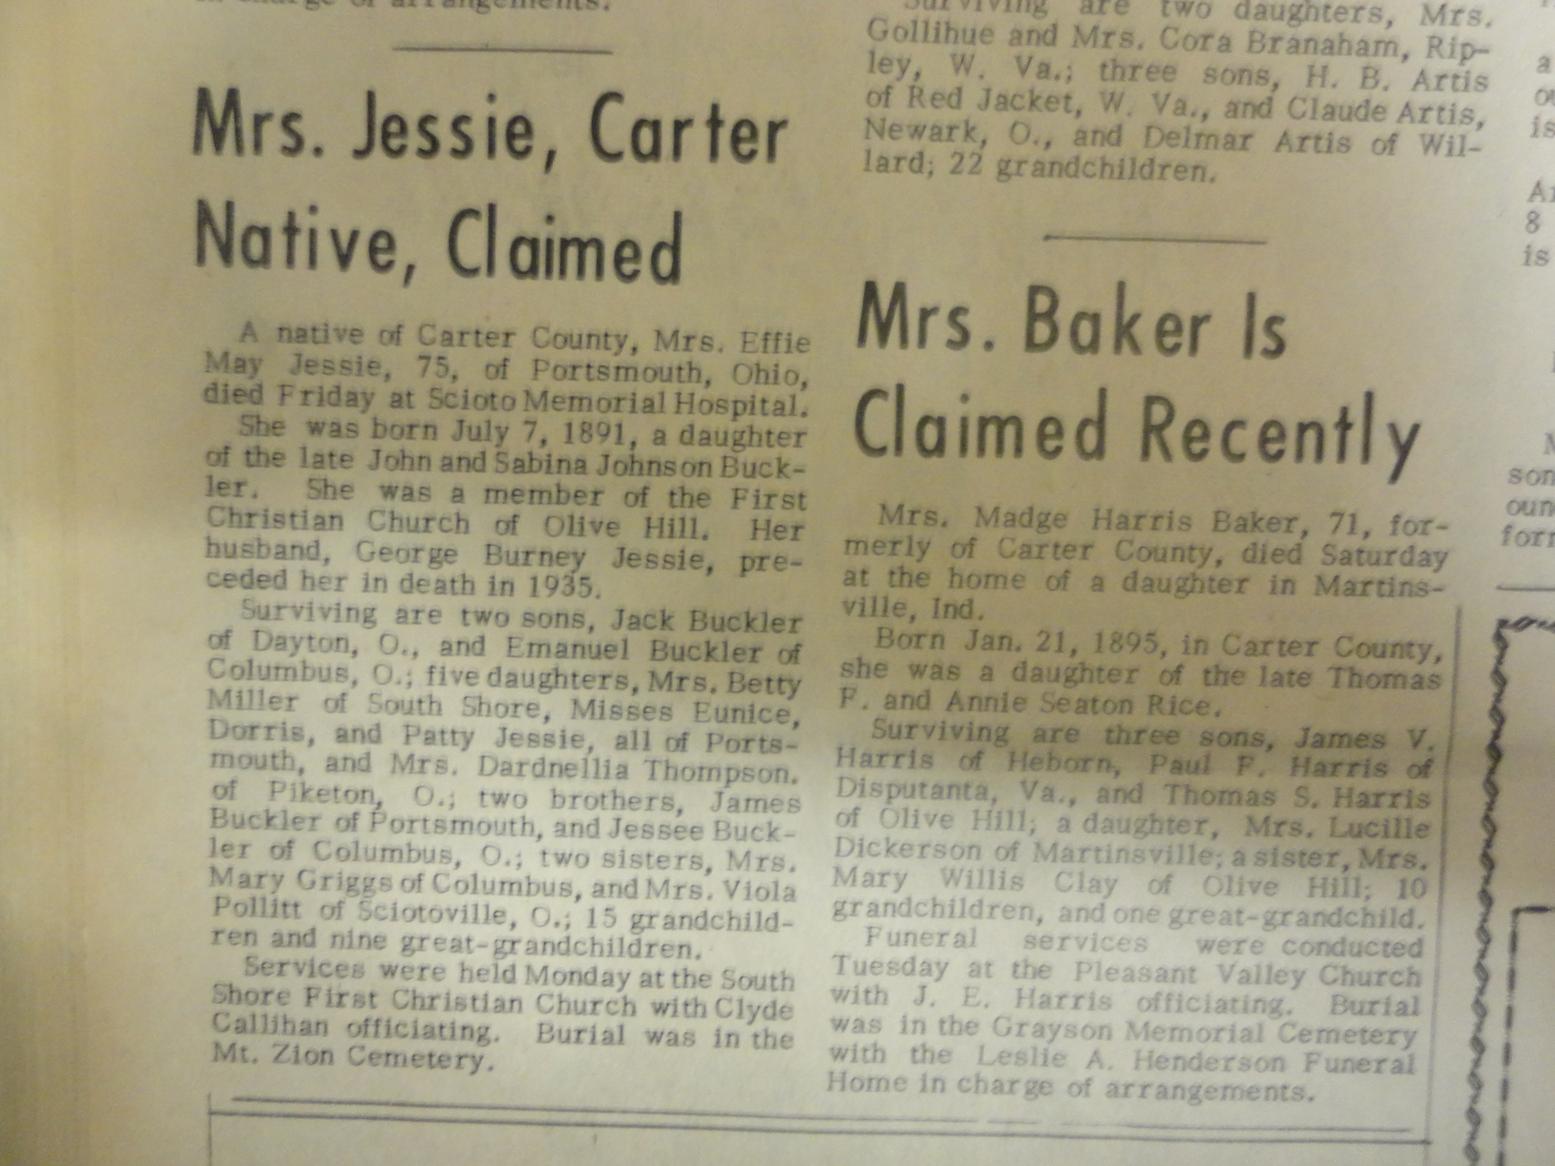 arrangements.
Mrs. Jessie, Carter
Native, Claimed
A native of Carter County, Mrs. Effie
May Jessie, 75, of Portsmouth, Ohio,
died Friday at Scioto Memorial Hospital.
She was born July 7, 1891, a daughter
of the late John and Sabina Johnson Buck-
ler. She was a member of the First
Christian Church of Olive Hill. Her
husband, George Burney Jessie, pre-
ceded her in death in 1935.
Surviving are two sons, Jack Buckler
of Dayton, O., and Emanuel Buckler of
Columbus, O.; five daughters, Mrs. Betty
Miller of South Shore, Misses Eunice,
Dorris, and Patty Jessie, all of Ports-
mouth, and Mrs. Dardnellia Thompson.
of Piketon, O.; two brothers, James
Buckler of Portsmouth, and Jessee Buck-
ler of Columbus, O.; two sisters, Mrs.
Mary Griggs of Columbus, and Mrs. Viola
Pollitt of Sciotoville, O.; 15 grandchild-
ren and nine great-grandchildren.
Services were held Monday at the South
Shore First Christian Church with Clyde
Callihan officiating. Burial was in the
Mt. Zion Cemetery.
Surviving are two daughters, Mrs.
Gollihue and Mrs. Cora Branaham, Rip-
ley, W. Va.; three sons, H. B. Artis
of Red Jacket, W. Va., and Claude Artis,
Newark, O., and Delmar Artis of Wil-
lard; 22 grandchildren.
Mrs. Baker Is
Claimed Recently
Mrs. Madge Harris Baker, 71, for-
merly of Carter County, died Saturday
at the home of a daughter in Martins-
ville, Ind.
Born Jan. 21, 1895, in Carter County,
she was a daughter of the late Thomas
F. and Annie Seaton Rice.
Surviving are three sons, James V.
Harris of Heborn, Paul F. Harris of
Disputanta, Va., and Thomas S. Harris
of Olive Hill; a daughter, Mrs. Lucille
Dickerson of Martinsville; a sister, Mrs.
Mary Willis Clay of Olive Hill; 10
grandchildren, and one great-grandchild.
Funeral services were conducted
Tuesday at the Pleasant Valley Church
with J. E. Harris officiating. Burial
was in the Grayson Memorial Cemetery
with the Leslie A. Henderson Funeral
Home in charge of arrangements.
8
is